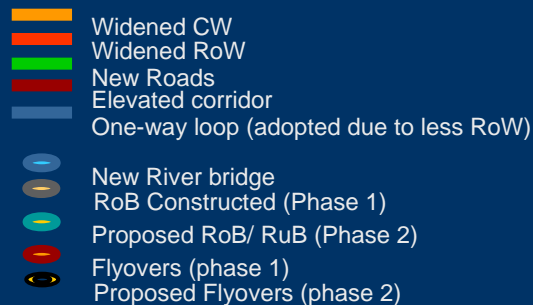 Widened CW
Widened RoW
New Roads
Elevated corridor
One-way loop (adopted due to less RoW)
New River bridge
RoB Constructed (Phase 1)
Proposed RoB/ RuB (Phase 2)
Flyovers (phase 1)
Proposed Flyovers (phase 2)